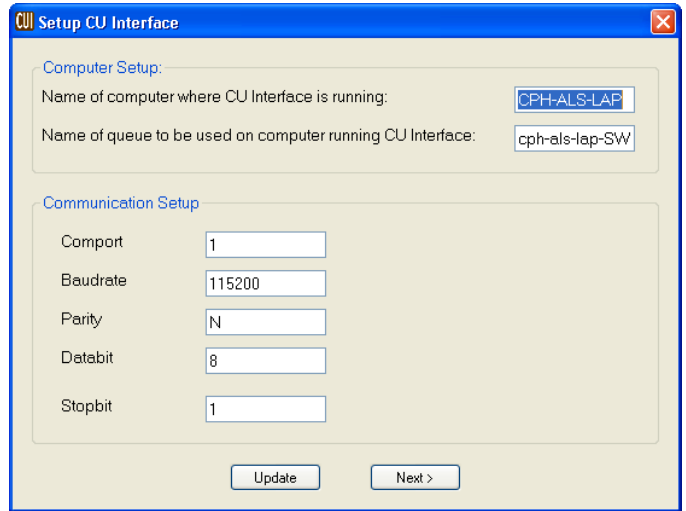 CUI Setup CU Interface
Computer Setup:
Name of computer where CU Interface is running: CPH-ALS-LAP
Name of queue to be used on computer running CU Interface: cph-als-lap-SW
Communication Setup
Comport 1
Baudrate 115200
Parity N
Databit 8
Stopbit 1
Update Next >